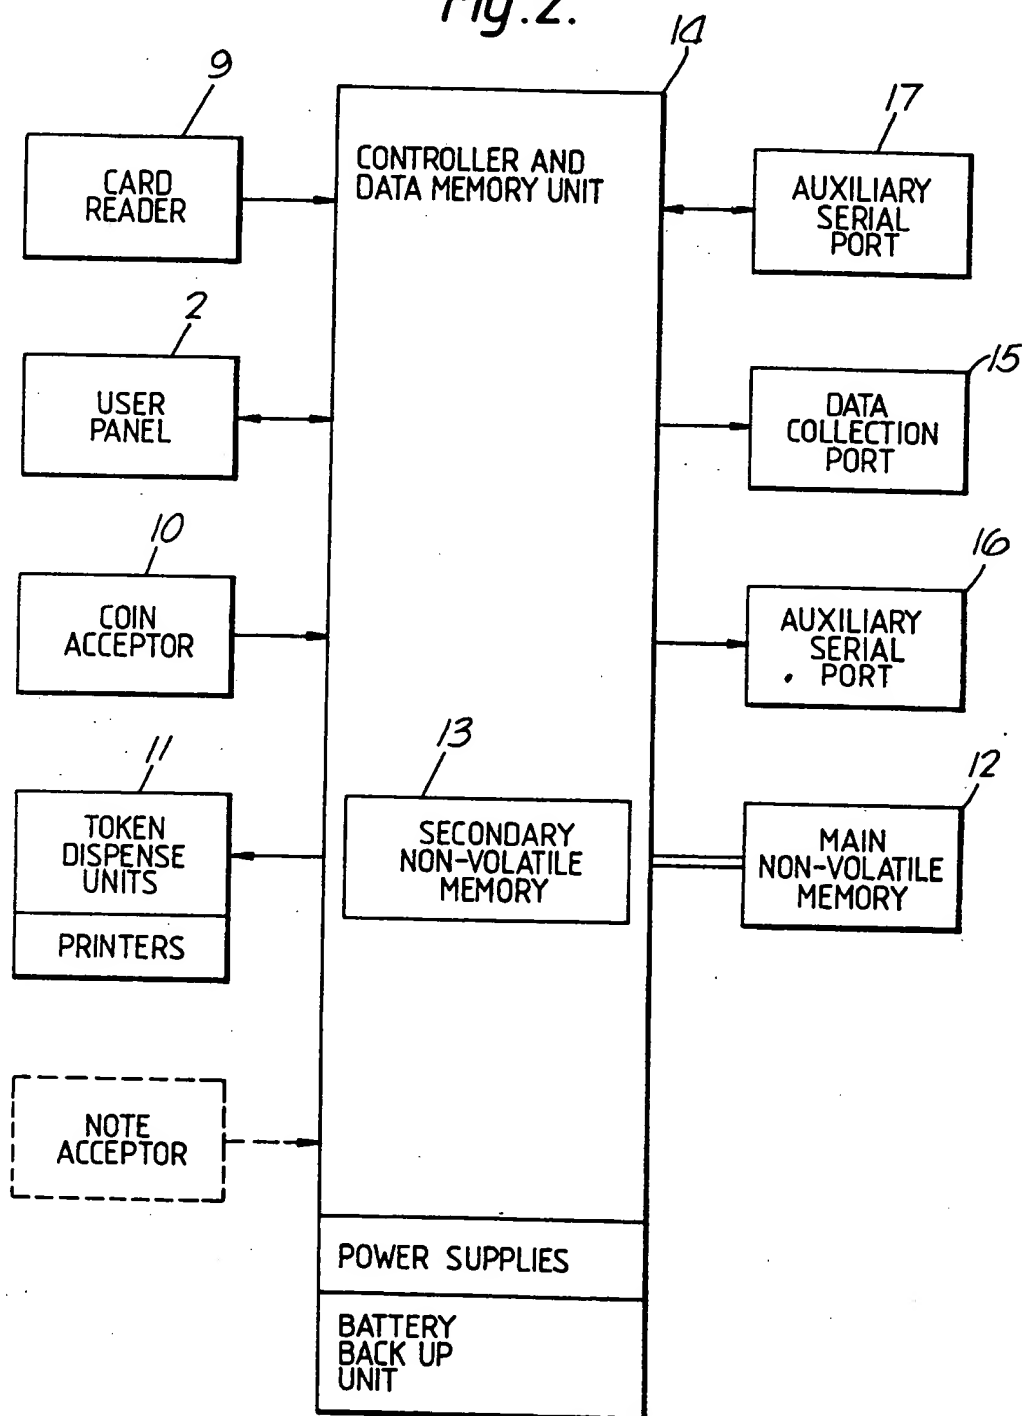 Fig.2.
14
9
17
CARD
READER
CONTROLLER AND
DATA MEMORY UNIT
AUXILIARY
SERIAL
PORT
2
USER
PANEL
15
DATA
COLLECTION
PORT
10
COIN
ACCEPTOR
16
AUXILIARY
SERIAL
PORT
11
TOKEN
DISPENSE
UNITS
PRINTERS
13
SECONDARY
NON-VOLATILE
MEMORY
12
MAIN
NON-VOLATILE
MEMORY
NOTE
ACCEPTOR
POWER SUPPLIES
BATTERY
BACK UP
UNIT